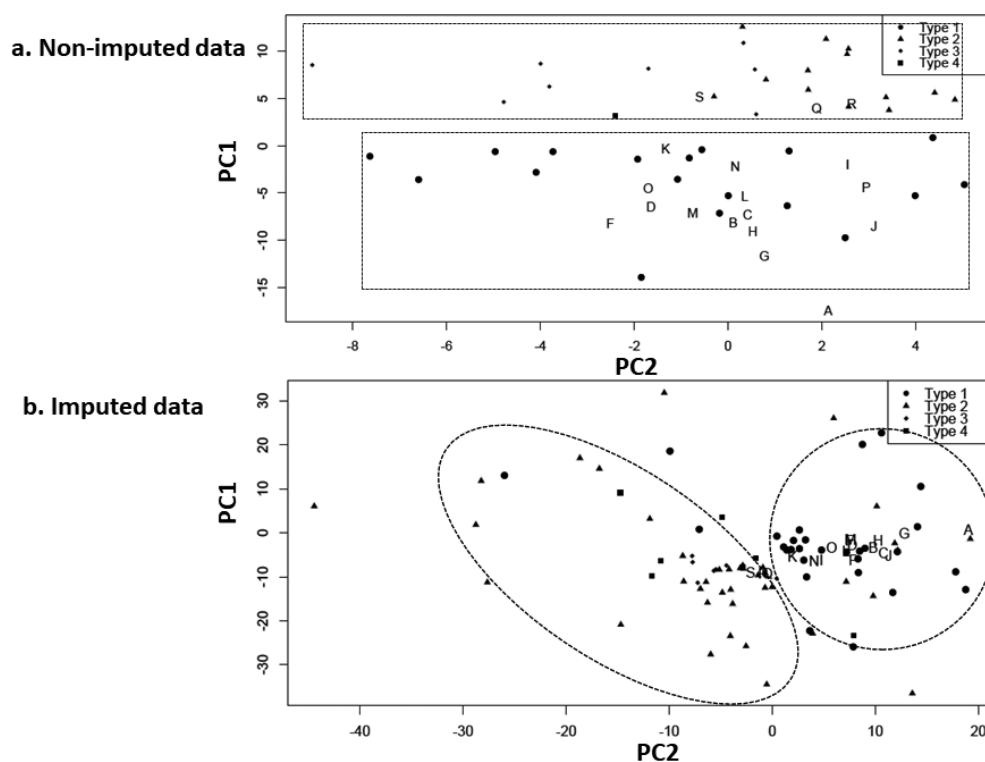 a. Non-imputed data
Type 1
Type 2
Type 3
Type 4
10
5
0
-5
-10
-15
PC1
S
Q
R
K
N
I
O
L
P
D
M
C
B
F
H
J
G
A
-8
-6
-4
-2
0
2
4
PC2
b. Imputed data
Type 1
Type 2
Type 3
Type 4
30
20
10
0
-10
-20
-30
PC1
A
G
H
O
B
C
J
K
N
I
S
-40
-30
-20
-10
0
10
20
PC2